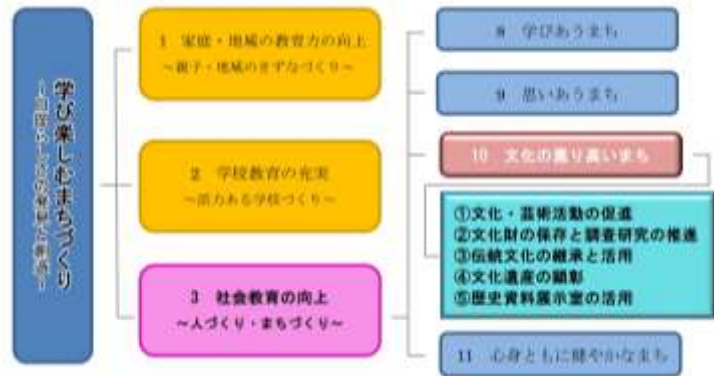 学び楽しむまちづくり
1 家庭・地域の教育力の向上
～親子・地域のきずなづくり～
2 学校教育の充実
～活力ある学校づくり～
3 社会教育の向上
～人づくり・まちづくり～
8 学びあうまち
9 思いあうまち
10 文化の薫り高いまち
①文化・芸術活動の促進
②文化財の保存と調査研究の推進
③伝統文化の継承と活用
④文化遺産の顕彰
⑤歴史資料展示室の活用
11 心身ともに健やかなまち